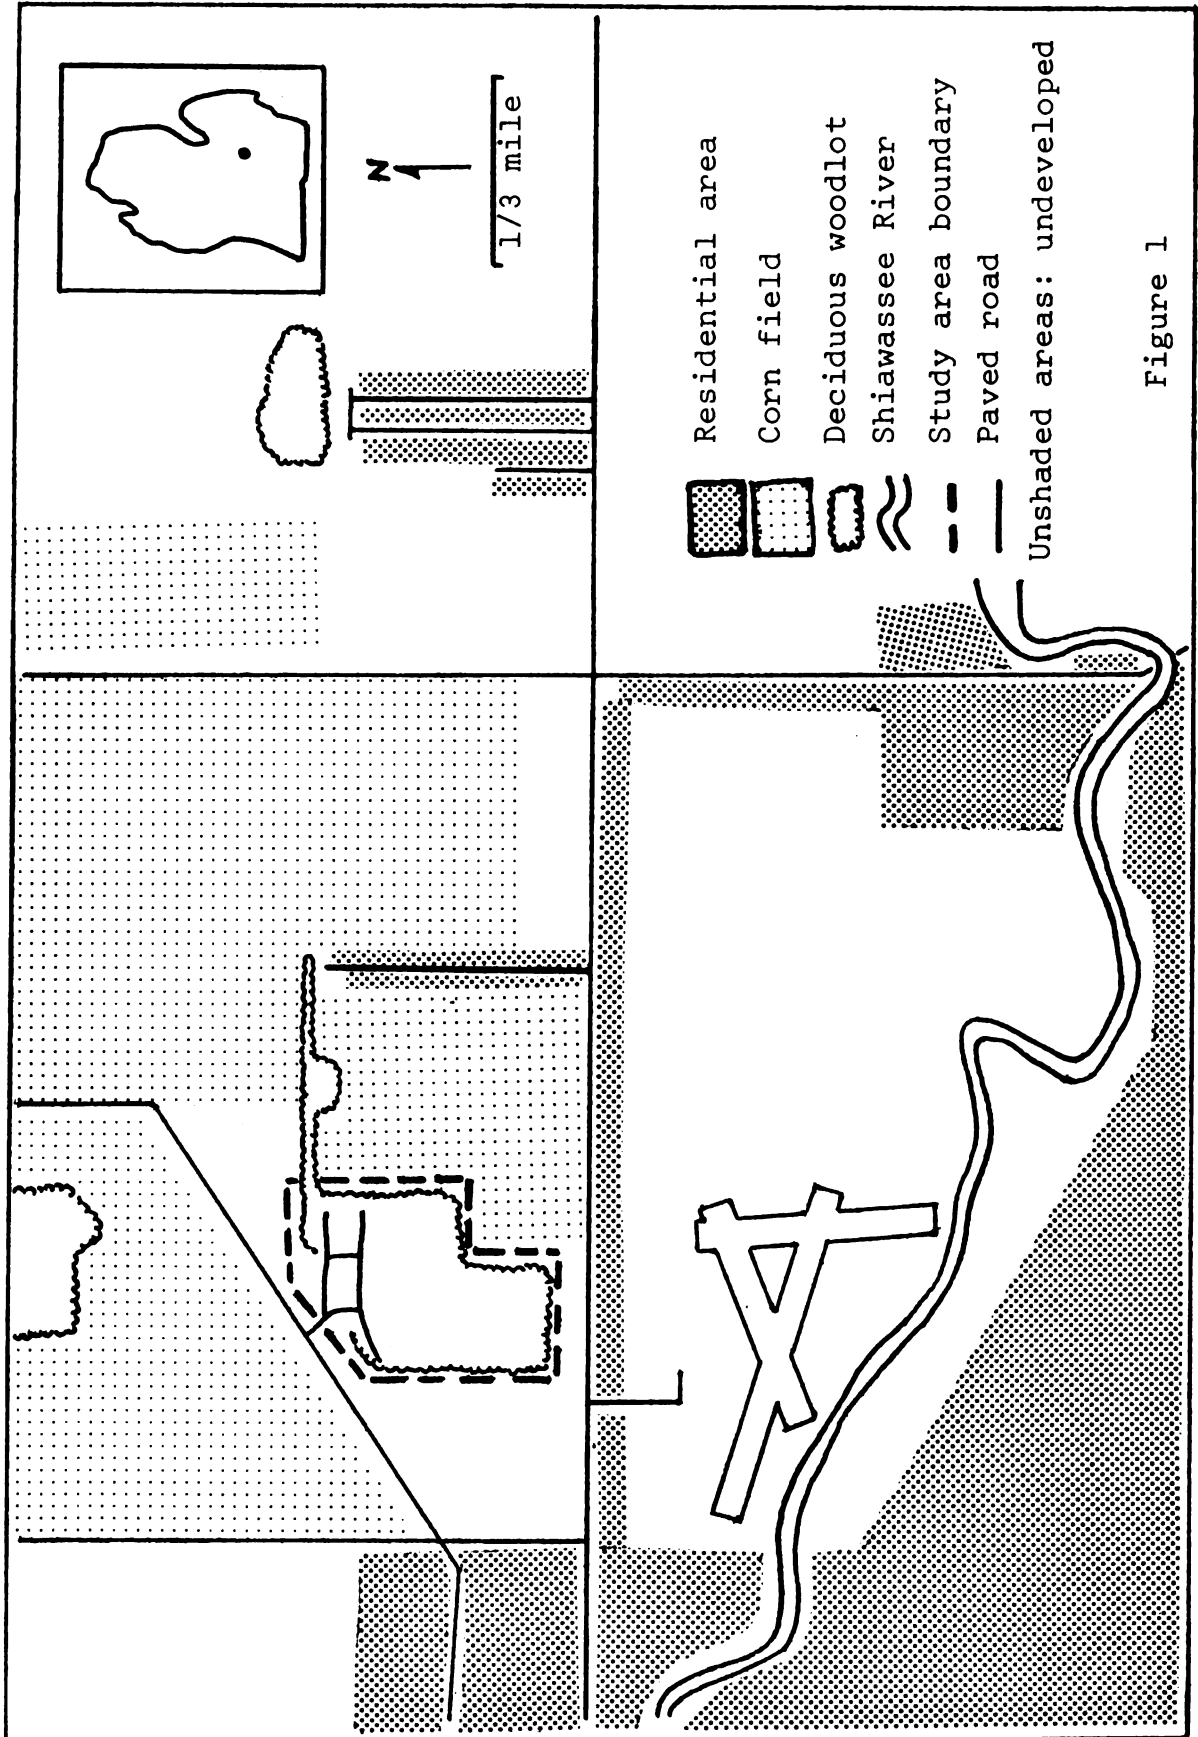 N
1/3 mile
Residential area
Corn field
Deciduous woodlot
Shiawassee River
Study area boundary
Paved road
Unshaded areas: undeveloped
Figure 1